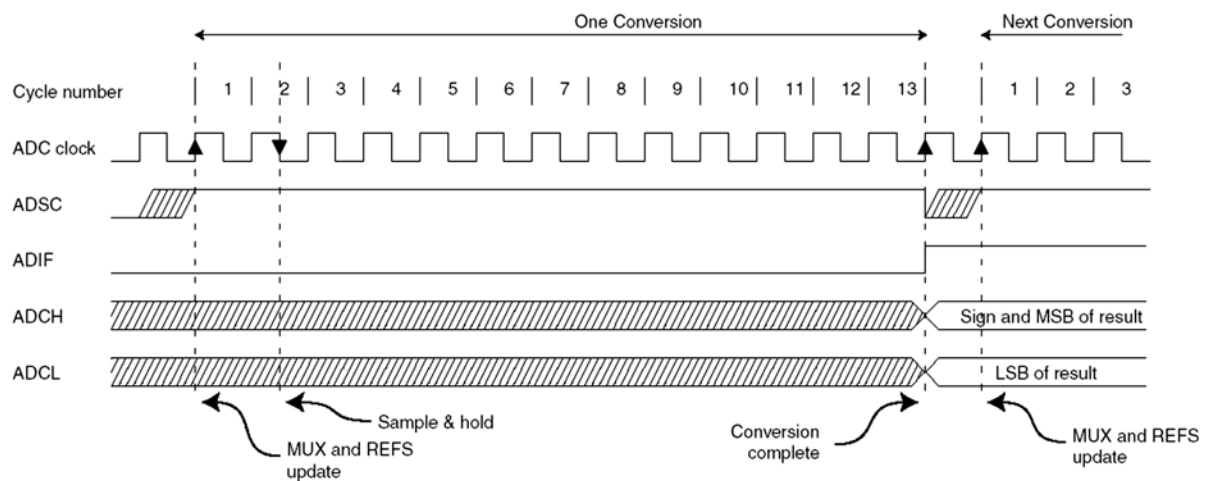 One Conversion
Next Conversion
Cycle number 1 2 3 4 5 6 7 8 9 10 11 12 13 1 2 3
ADC clock
ADSC
ADIF
ADCH
Sign and MSB of result
ADCL
LSB of result
Sample & hold
MUX and REFS
update
Conversion
complete
MUX and REFS
update